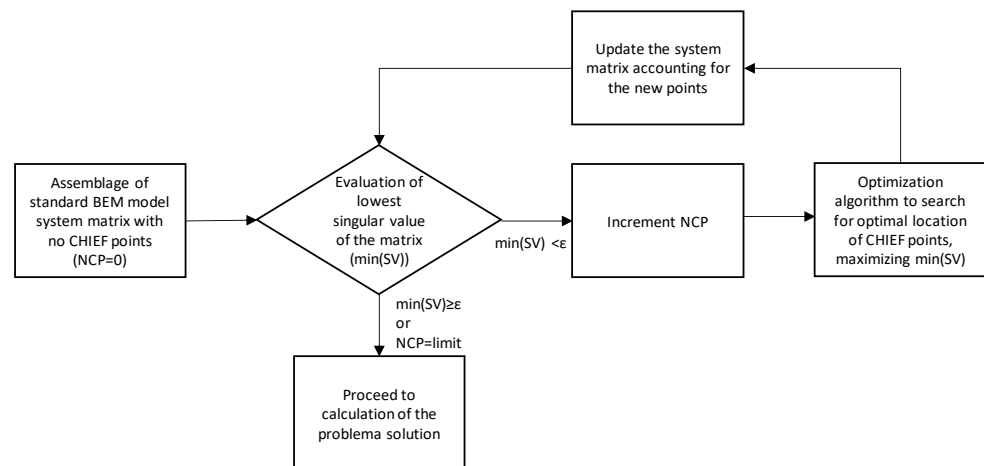 Update the system
matrix accounting for
the new points
Assemblage of
standard BEM model
system matrix with
no CHIEF points
(NCP=0)
Evaluation of
lowest
singular value
of the matrix
(min(SV))
min(SV) <ε
Increment NCP
Optimization
algorithm to search
for optimal location
of CHIEF points,
maximizing min(SV)
min(SV)≥ε
or
NCP=limit
Proceed to
calculation of the
problema solution